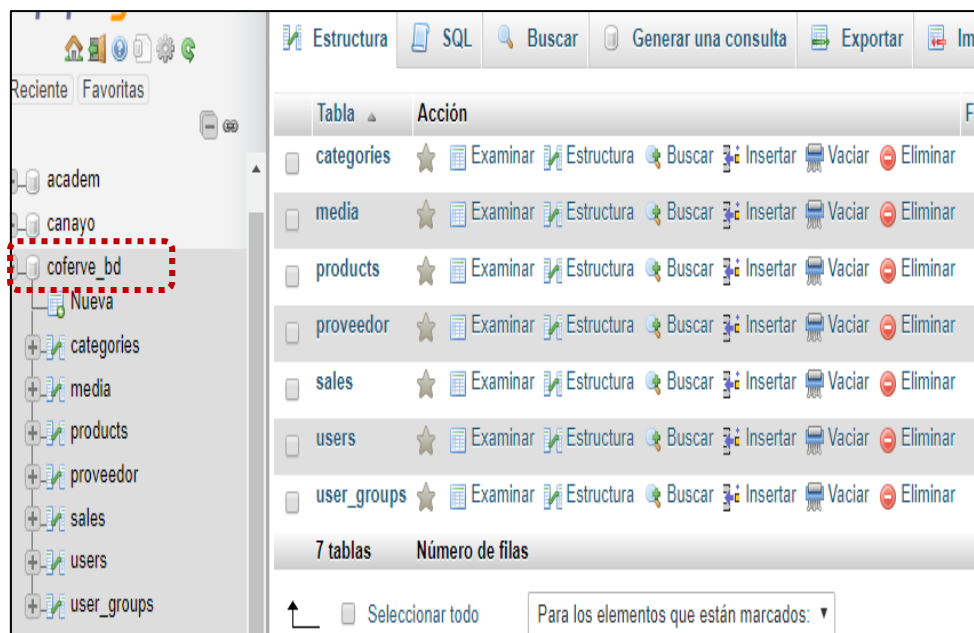 Reciente Favoritas
academ
canayo
coferve_bd
Nueva
categories
media
products
proveedor
sales
users
user_groups
Estructura SQL Buscar Generar una consulta Exportar Im
Tabla Acción F
categories Examinar Estructura Buscar Insertar Vaciar Eliminar
media Examinar Estructura Buscar Insertar Vaciar Eliminar
products Examinar Estructura Buscar Insertar Vaciar Eliminar
proveedor Examinar Estructura Buscar Insertar Vaciar Eliminar
sales Examinar Estructura Buscar Insertar Vaciar Eliminar
users Examinar Estructura Buscar Insertar Vaciar Eliminar
user_groups Examinar Estructura Buscar Insertar Vaciar Eliminar
7 tablas Número de filas
Seleccionar todo Para los elementos que están marcados: